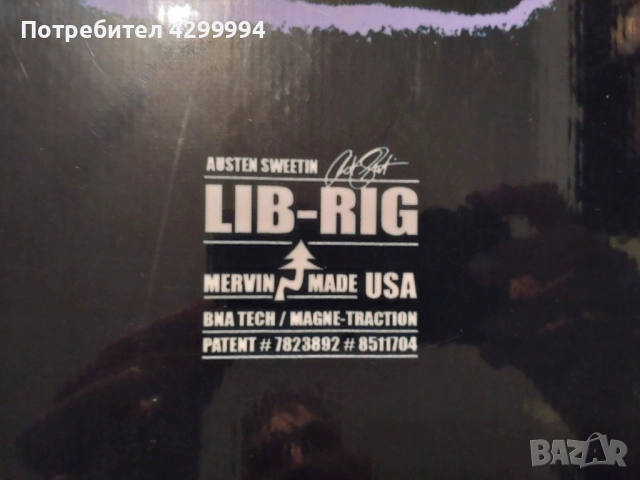 Потребител 4299994
AUSTEN SWEETIN
LIB-RIG
MERVIN MADE USA
BNA TECH / MAGNE-TRACTION
PATENT # 7823892 # 8511704
BAZAR